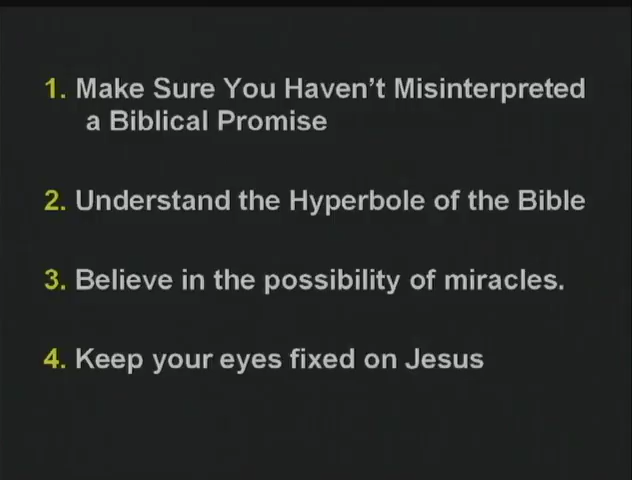 1. Make Sure You Haven't Misinterpreted
a Biblical Promise
2. Understand the Hyperbole of the Bible
3. Believe in the possibility of miracles.
4. Keep your eyes fixed on Jesus